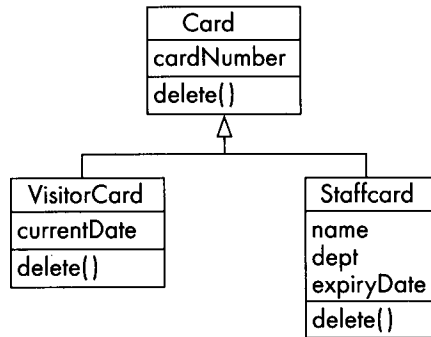 Card
cardNumber
delete()
VisitorCard
currentDate
delete()
Staffcard
name
dept
expiryDate
delete()